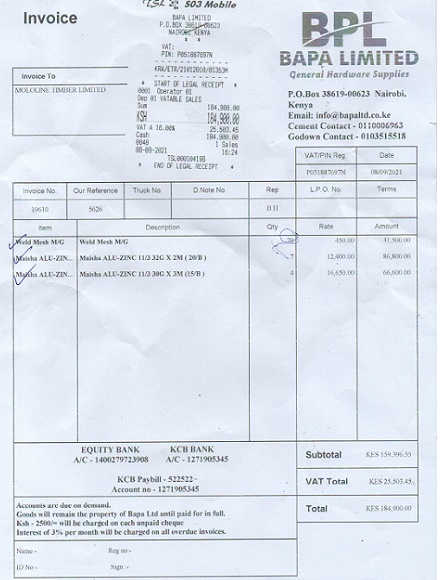 Invoice
TSL S03 Mobile
BAPA LIMITED
P.O.BOX 38619-00623
NAIROBI KENYA
VAT:
PIN: P051887697N
KRA/ETR/21012010/01353H
* START OF LEGAL RECEIPT *
0001 Operator 01
Dep 01 VATABLE SALES
184,900.00
Sum 184,900.00
KSH 184,900.00
VAT A 16.00% 25,503.45
Cash 184,900.00
0048 1 Sales
08-09-2021 16:24
* END OF LEGAL RECEIPT *
BPL
BAPA LIMITED
General Hardware Supplies
P.O.Box 38619-00623 Nairobi,
Kenya
Email: info@bapaltd.co.ke
Cement Contact - 0110006963
Godown Contact - 0103515518
Invoice To
MOLOLINE TIMBER LIMITED
VAT/PIN Reg. Date
P051887697N 08/09/2021
Invoice No. Our Reference Truck No. D.Note No. Rep L.P.O. No. Terms
19610 5626 B H
Item Description Qty Rate Amount
Weld Mesh M/G Weld Mesh M/G 70 450.00 31,500.00
Maisha ALU-ZIN... Maisha ALU-ZINC 11/3 32G X 2M ( 20/B ) 7 12,400.00 86,800.00
Maisha ALU-ZIN... Maisha ALU-ZINC 11/3 30G X 3M (15/B ) 4 16,650.00 66,600.00
EQUITY BANK KCB BANK
A/C - 1400279723908 A/C - 1271905345
KCB Paybill - 522522 -
Account no - 1271905345
Subtotal KES 159,396.55
VAT Total KES 25,503.45
Total KES 184,900.00
Accounts are due on demand.
Goods will remain the property of Bapa Ltd until paid for in full.
Ksh - 2500/= will be charged on each unpaid cheque
Interest of 3% per month will be charged on all overdue invoices.
Name - Reg no:-
ID No - Sign :-